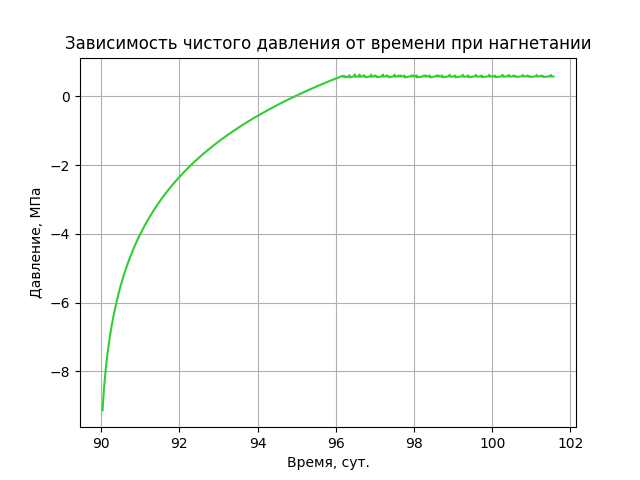 Зависимость чистого давления от времени при нагнетании
Давление, МПа
0
−2
−4
−6
−8
90 92 94 96 98 100 102
Время, сут.